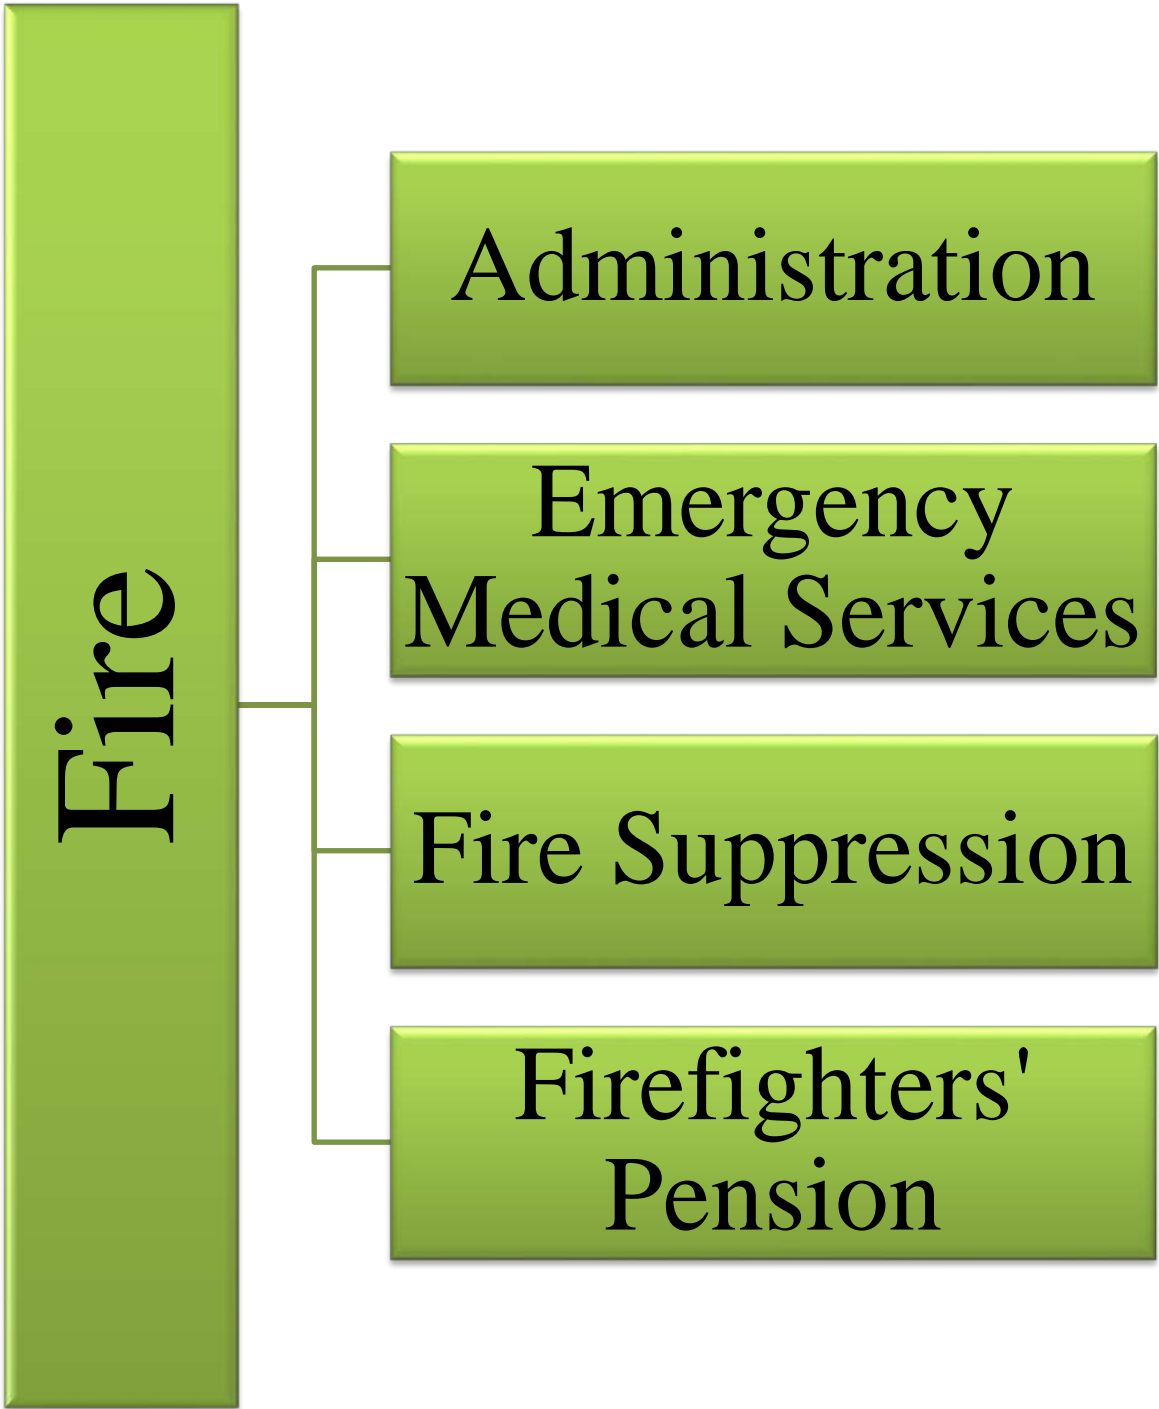 Fire
Administration
Emergency
Medical Services
Fire Suppression
Firefighters'
Pension